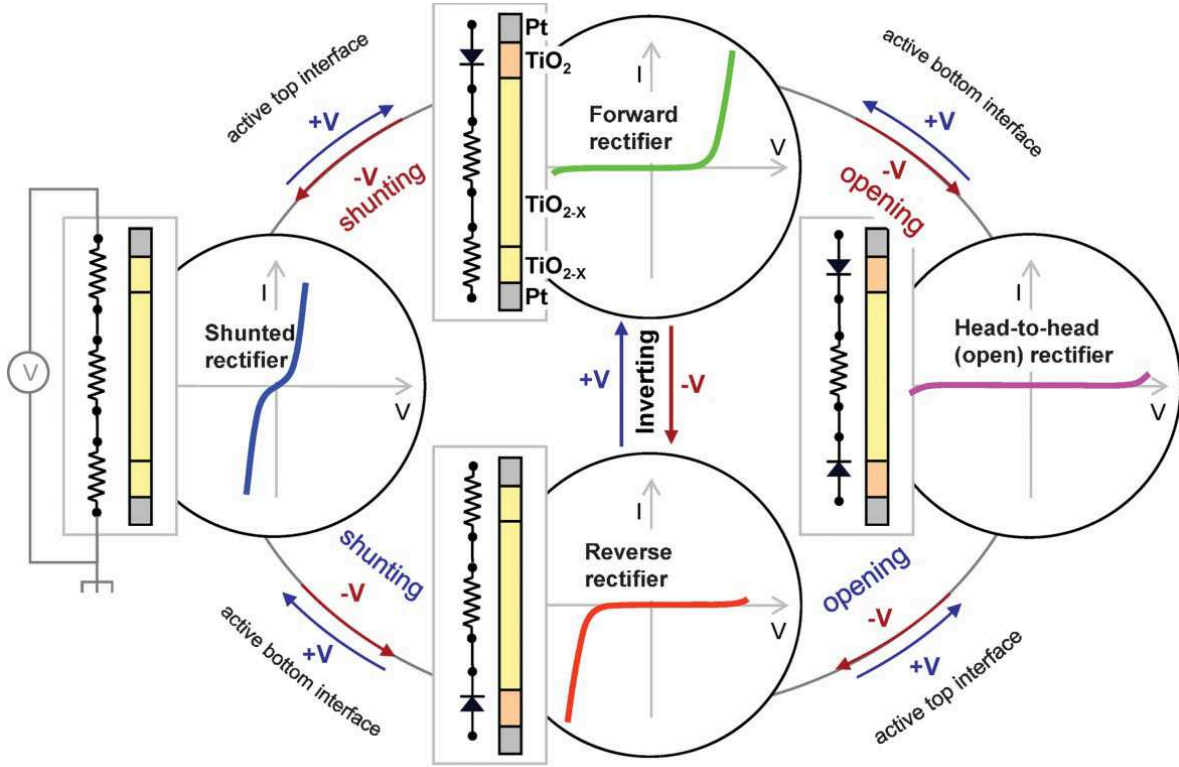 active top interface
+V
-V
shunting
Pt
TiO2
TiO2-X
TiO2-X
Pt
I
V
Forward
rectifier
active bottom interface
+V
-V
opening
V
I
V
Shunted
rectifier
+V
Inverting
-V
I
V
Head-to-head
(open) rectifier
shunting
-V
+V
active bottom interface
I
V
Reverse
rectifier
opening
-V
+V
active top interface